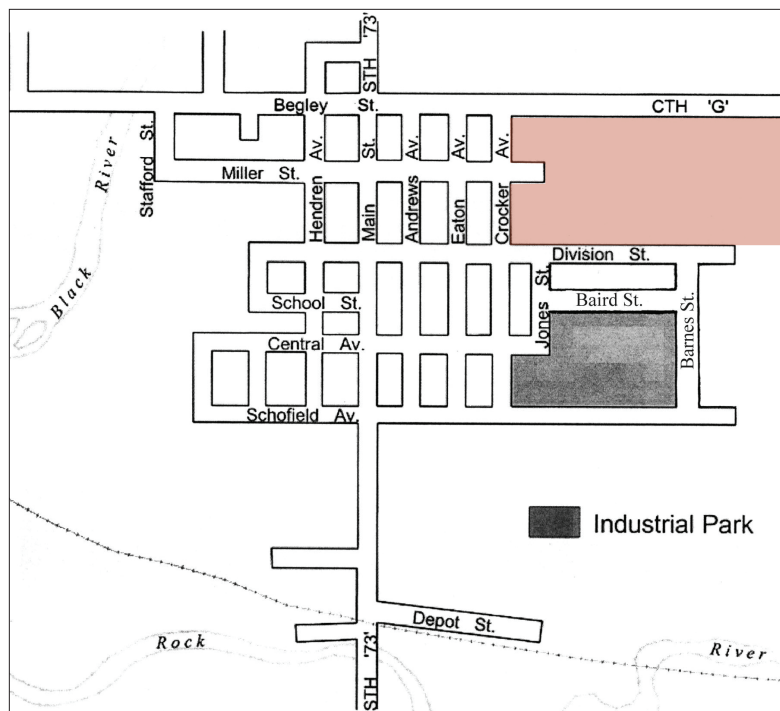 STH '73'
Begley St.
CTH 'G'
Stafford St.
Miller St.
Hendren Av.
Main St.
Andrews Av.
Eaton Av.
Crocker Av.
Black River
Division St.
School St.
Jones St.
Baird St.
Barnes St.
Central Av.
Schofield Av.
Industrial Park
Depot St.
Rock River
STH '73'